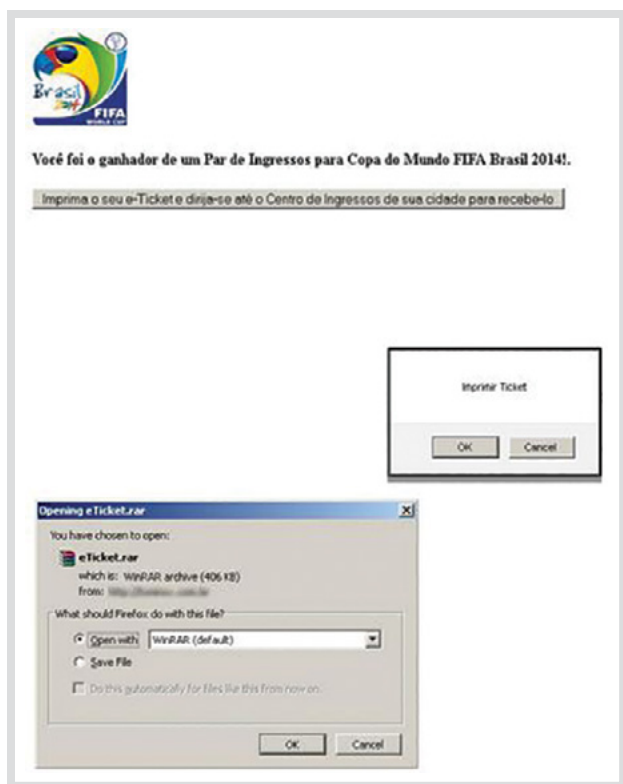 Brasil
2014
FIFA
WORLD CUP
Você foi o ganhador de um Par de Ingressos para Copa do Mundo FIFA Brasil 2014!.
Imprima o seu e-Ticket e dirija-se até o Centro de Ingressos de sua cidade para recebe-lo
Imprimir Ticket
OK Cancel
Opening eTicket.rar
You have chosen to open:
eTicket.rar
which is: WinRAR archive (406 KB)
from:
What should Firefox do with this file?
Open with WinRAR (default)
Save File
Do this automatically for files like this from now on.
OK Cancel